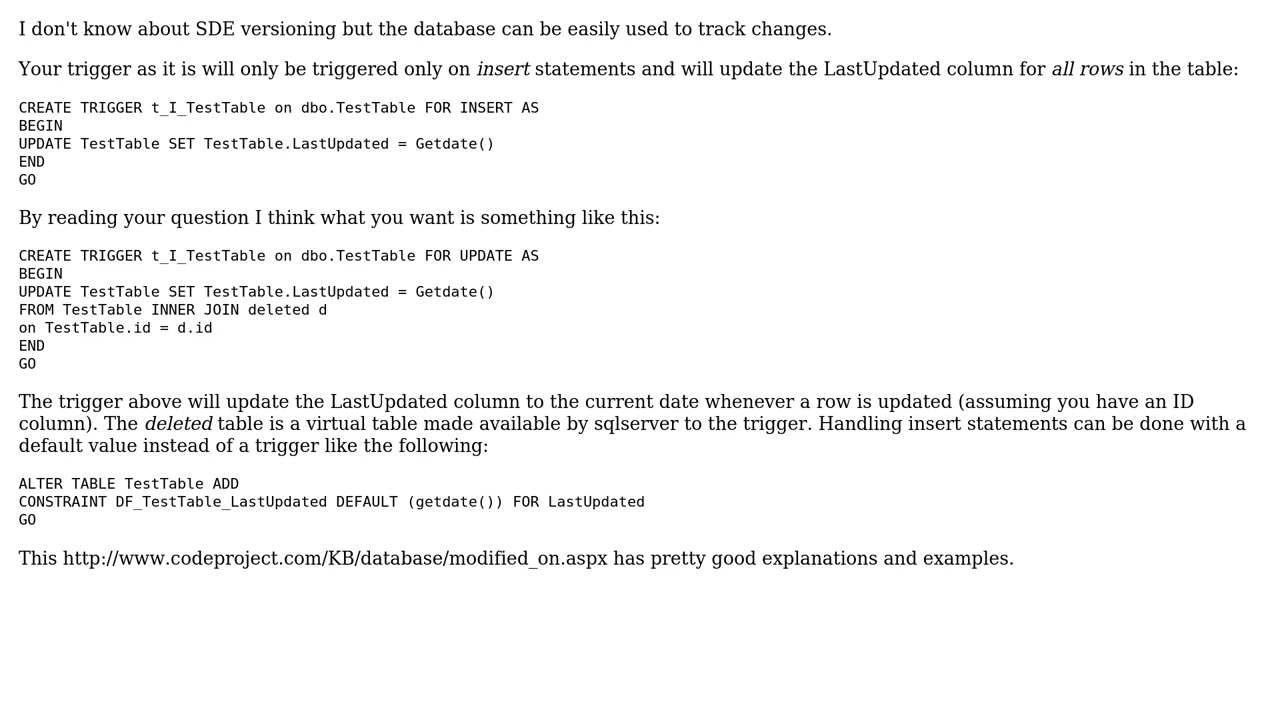 I don't know about SDE versioning but the database can be easily used to track changes.
Your trigger as it is will only be triggered only on insert statements and will update the LastUpdated column for all rows in the table:
CREATE TRIGGER t_I_TestTable on dbo.TestTable FOR INSERT AS
BEGIN
UPDATE TestTable SET TestTable.LastUpdated = Getdate()
END
GO
By reading your question I think what you want is something like this:
CREATE TRIGGER t_I_TestTable on dbo.TestTable FOR UPDATE AS
BEGIN
UPDATE TestTable SET TestTable.LastUpdated = Getdate()
FROM TestTable INNER JOIN deleted d
on TestTable.id = d.id
END
GO
The trigger above will update the LastUpdated column to the current date whenever a row is updated (assuming you have an ID
column). The deleted table is a virtual table made available by sqlserver to the trigger. Handling insert statements can be done with a
default value instead of a trigger like the following:
ALTER TABLE TestTable ADD
CONSTRAINT DF_TestTable_LastUpdated DEFAULT (getdate()) FOR LastUpdated
GO
This http://www.codeproject.com/KB/database/modified_on.aspx has pretty good explanations and examples.